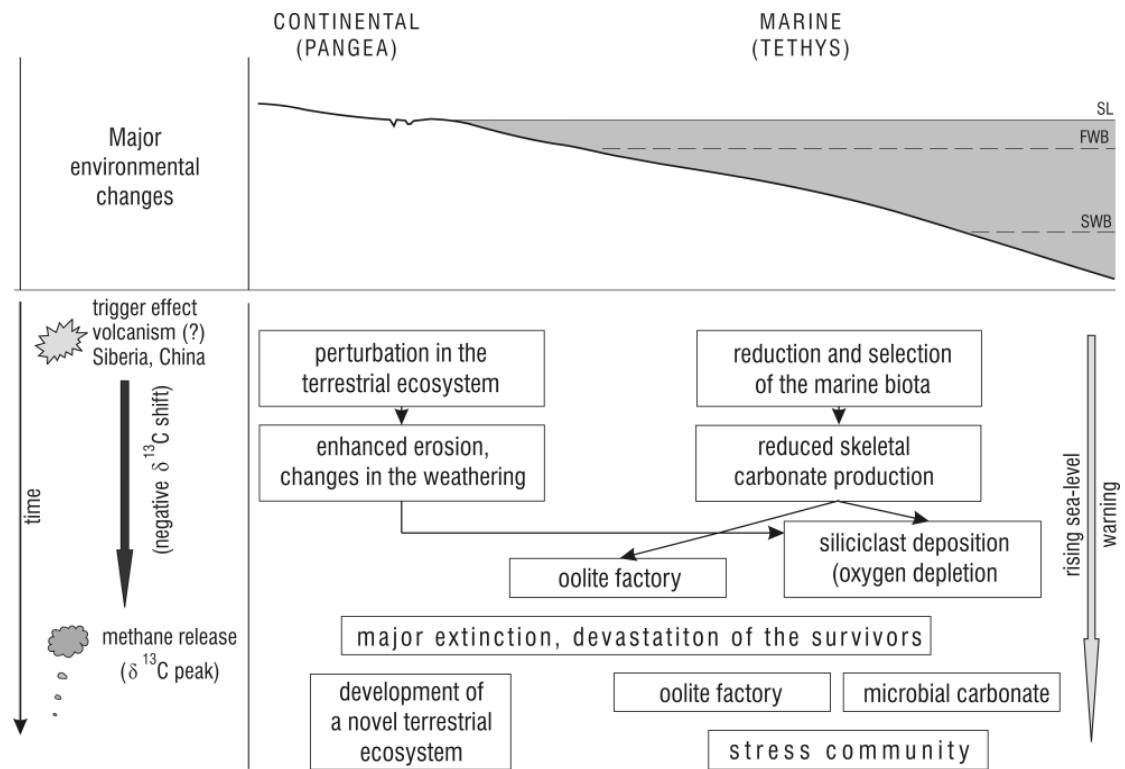 CONTINENTAL
(PANGEA)
MARINE
(TETHYS)
SL
FWB
SWB
Major
environmental
changes
time
trigger effect
volcanism (?)
Siberia, China
(negative δ ¹³C shift)
methane release
(δ ¹³C peak)
perturbation in the
terrestrial ecosystem
enhanced erosion,
changes in the weathering
reduction and selection
of the marine biota
reduced skeletal
carbonate production
siliciclast deposition
(oxygen depletion
oolite factory
major extinction, devastatiton of the survivors
development of
a novel terrestrial
ecosystem
oolite factory
microbial carbonate
stress community
rising sea-level
warning